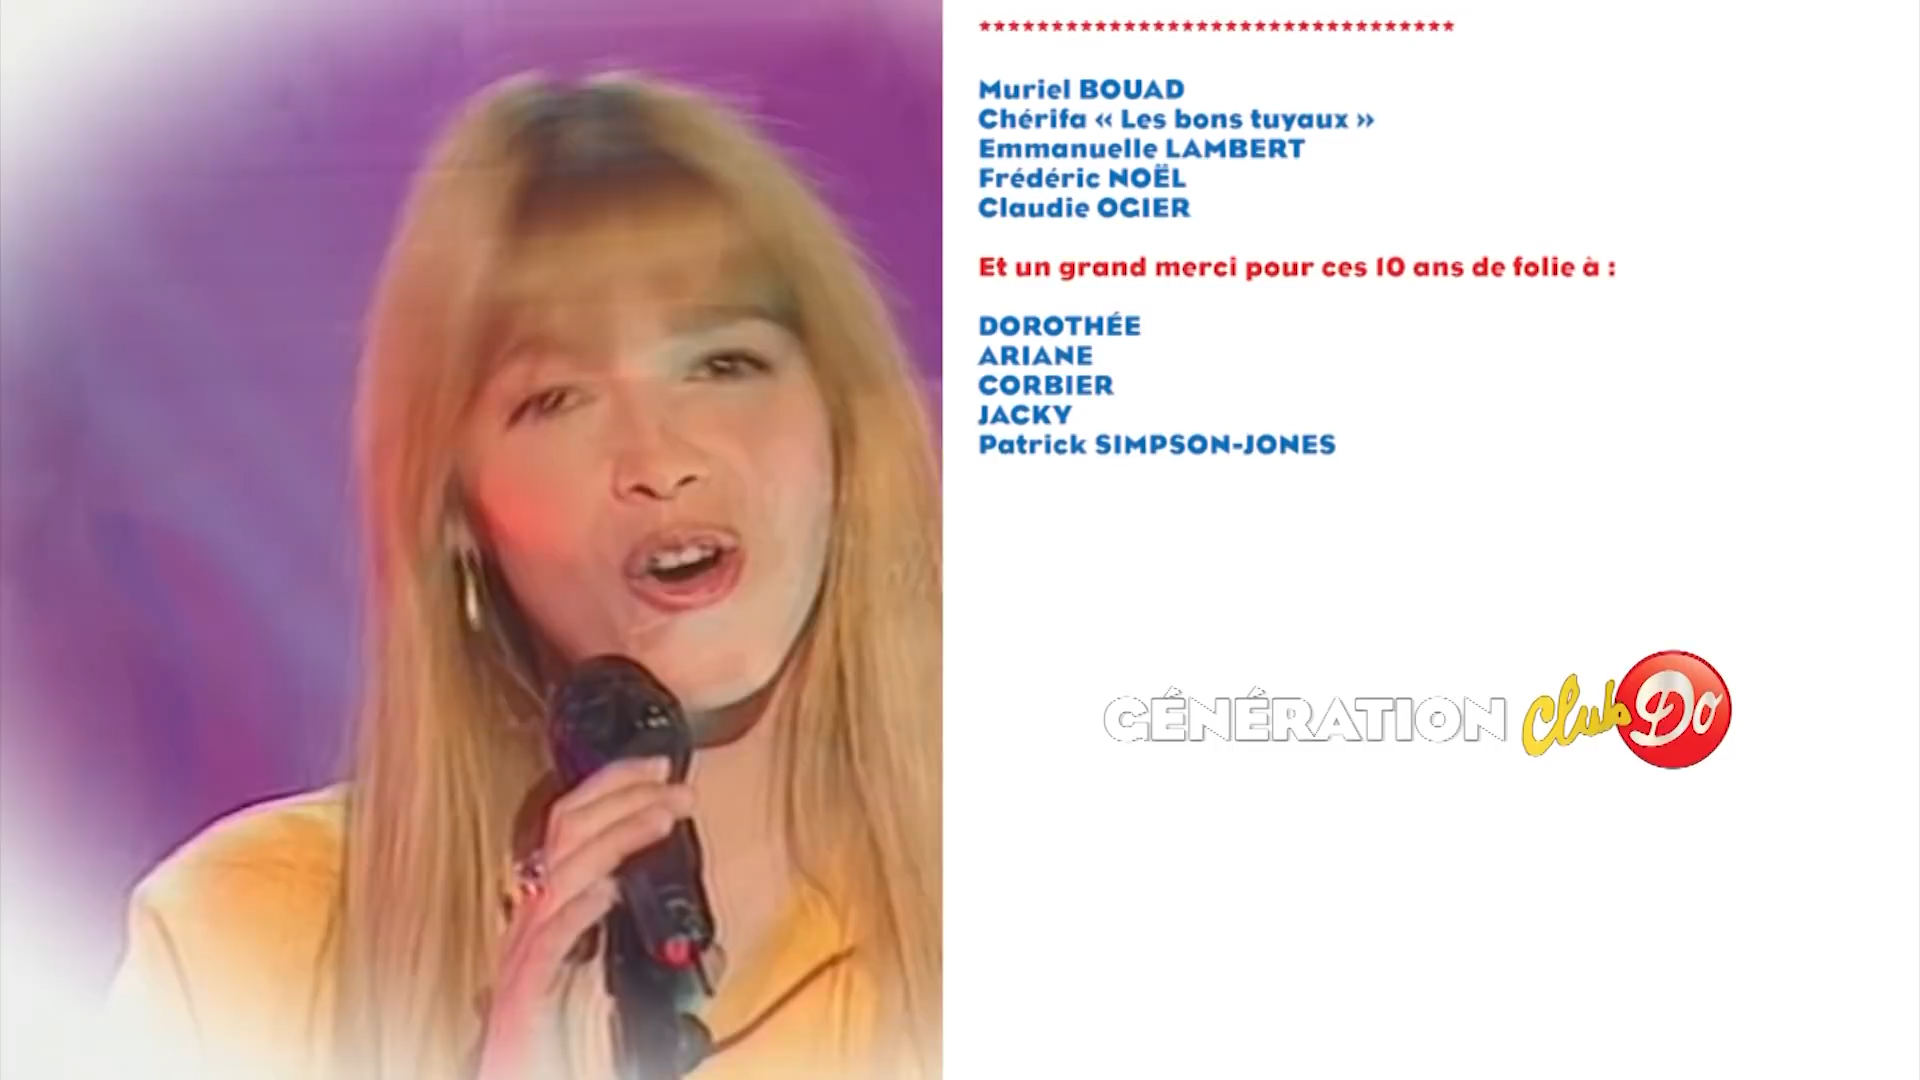 *********************************
Muriel BOUAD
Chérifa « Les bons tuyaux »
Emmanuelle LAMBERT
Frédéric NOËL
Claudie OGIER
Et un grand merci pour ces 10 ans de folie à :
DOROTHÉE
ARIANE
CORBIER
JACKY
Patrick SIMPSON-JONES
GÉNÉRATION Club Do